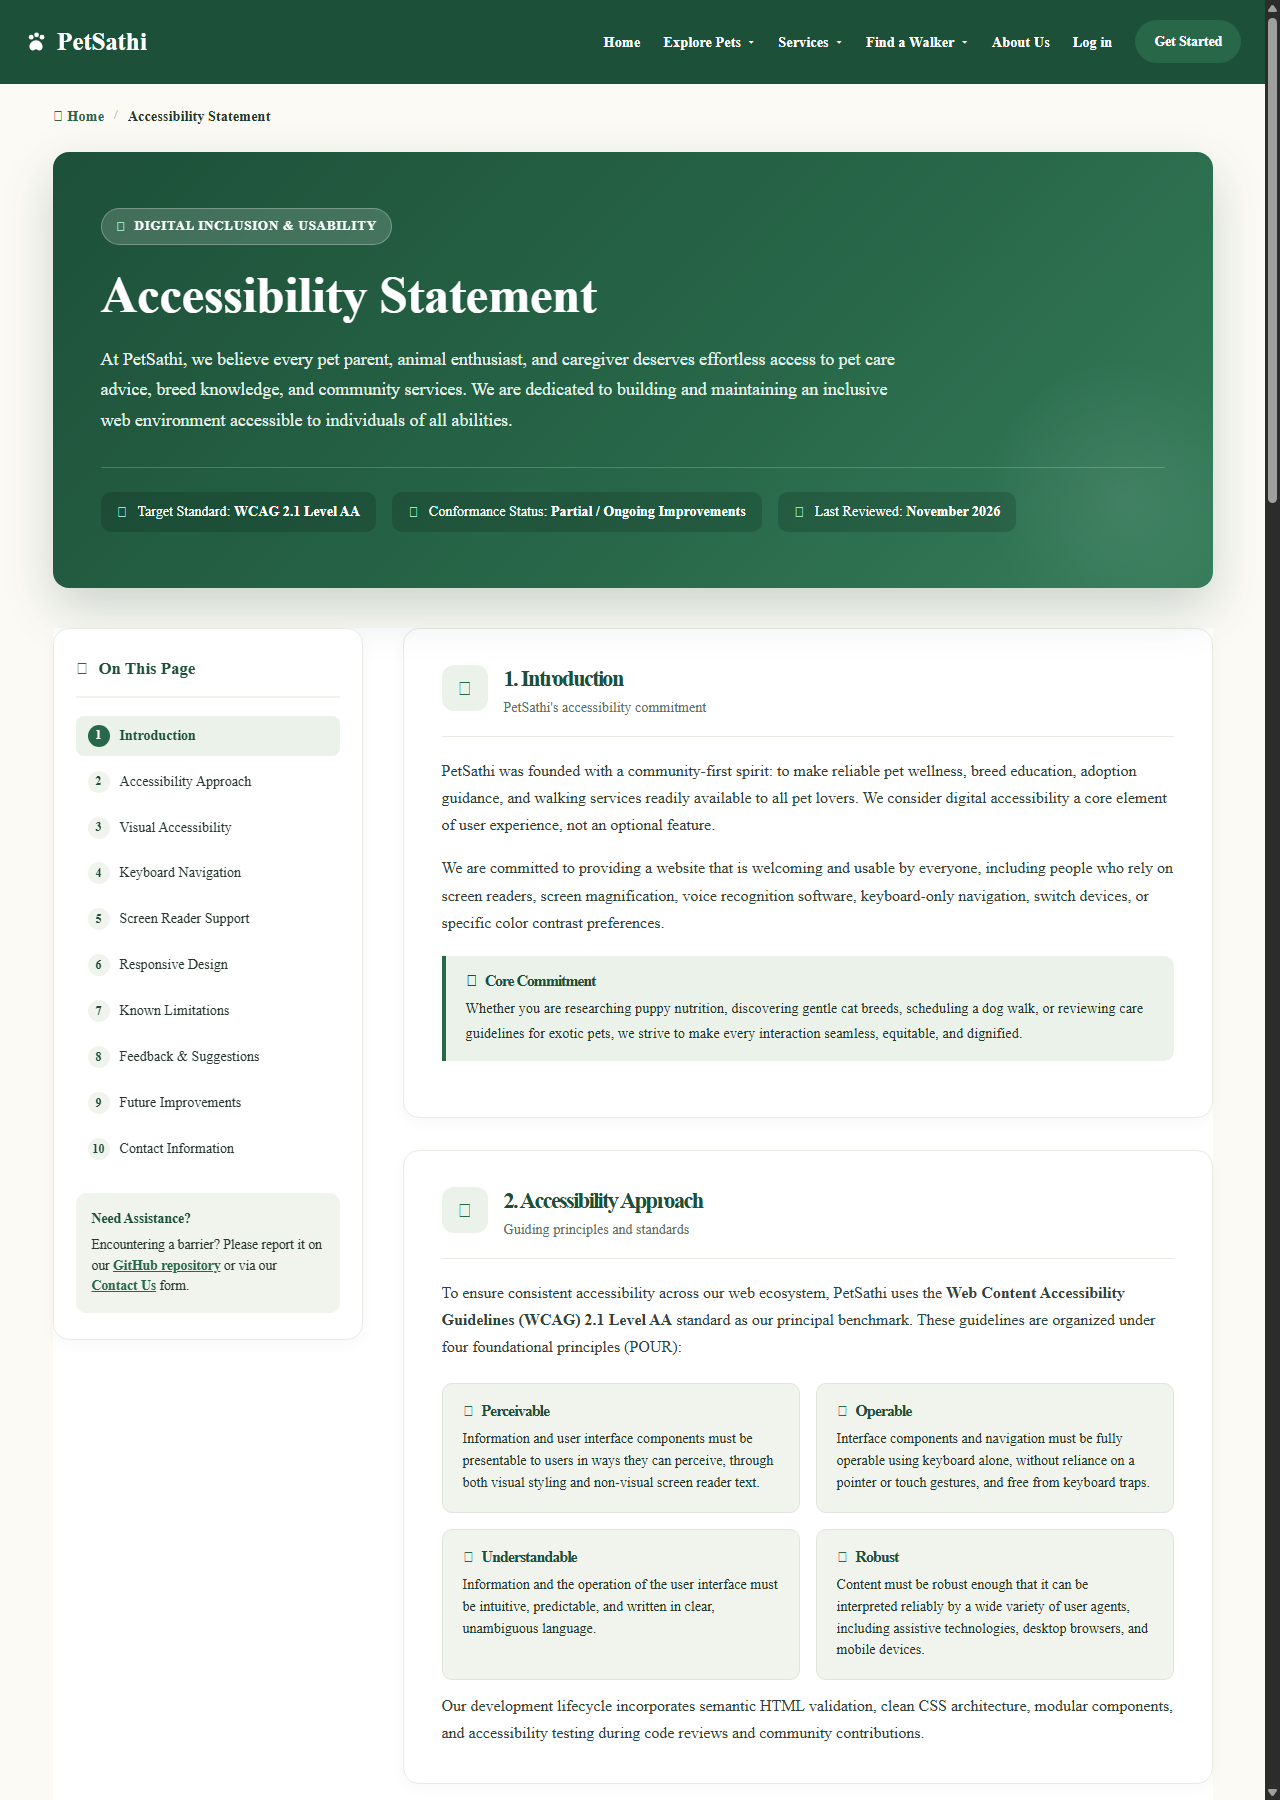 PetSathi
Home
Explore Pets
Services
Find a Walker
About Us
Log in
Get Started
Home / Accessibility Statement
DIGITAL INCLUSION & USABILITY
Accessibility Statement
At PetSathi, we believe every pet parent, animal enthusiast, and caregiver deserves effortless access to pet care
advice, breed knowledge, and community services. We are dedicated to building and maintaining an inclusive
web environment accessible to individuals of all abilities.
Target Standard: WCAG 2.1 Level AA
Conformance Status: Partial / Ongoing Improvements
Last Reviewed: November 2026
On This Page
1 Introduction
2 Accessibility Approach
3 Visual Accessibility
4 Keyboard Navigation
5 Screen Reader Support
6 Responsive Design
7 Known Limitations
8 Feedback & Suggestions
9 Future Improvements
10 Contact Information
Need Assistance?
Encountering a barrier? Please report it on
our GitHub repository or via our
Contact Us form.
1. Introduction
PetSathi's accessibility commitment
PetSathi was founded with a community-first spirit: to make reliable pet wellness, breed education, adoption
guidance, and walking services readily available to all pet lovers. We consider digital accessibility a core element
of user experience, not an optional feature.
We are committed to providing a website that is welcoming and usable by everyone, including people who rely on
screen readers, screen magnification, voice recognition software, keyboard-only navigation, switch devices, or
specific color contrast preferences.
Core Commitment
Whether you are researching puppy nutrition, discovering gentle cat breeds, scheduling a dog walk, or reviewing care
guidelines for exotic pets, we strive to make every interaction seamless, equitable, and dignified.
2. Accessibility Approach
Guiding principles and standards
To ensure consistent accessibility across our web ecosystem, PetSathi uses the Web Content Accessibility
Guidelines (WCAG) 2.1 Level AA standard as our principal benchmark. These guidelines are organized under
four foundational principles (POUR):
Perceivable
Information and user interface components must be
presentable to users in ways they can perceive, through
both visual styling and non-visual screen reader text.
Operable
Interface components and navigation must be fully
operable using keyboard alone, without reliance on a
pointer or touch gestures, and free from keyboard traps.
Understandable
Information and the operation of the user interface must
be intuitive, predictable, and written in clear,
unambiguous language.
Robust
Content must be robust enough that it can be
interpreted reliably by a wide variety of user agents,
including assistive technologies, desktop browsers, and
mobile devices.
Our development lifecycle incorporates semantic HTML validation, clean CSS architecture, modular components,
and accessibility testing during code reviews and community contributions.